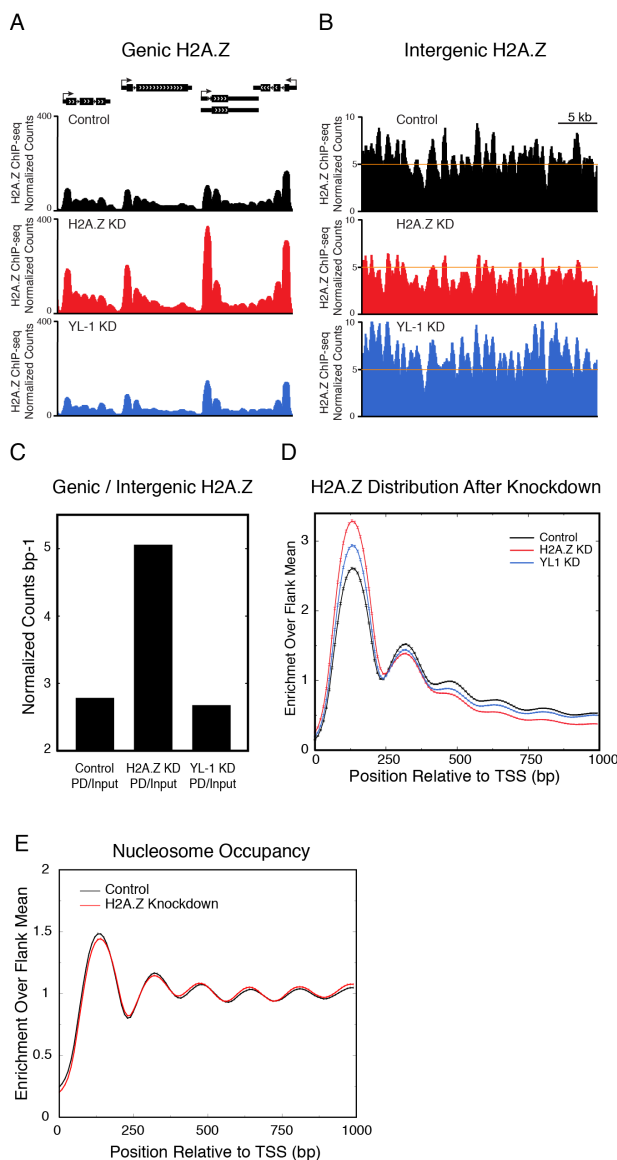 A
Genic H2A.Z
400
Control
H2A.Z ChIP-seq
Normalized Counts
0
400
H2A.Z KD
H2A.Z ChIP-seq
Normalized Counts
0
400
YL-1 KD
H2A.Z ChIP-seq
Normalized Counts
0
B
Intergenic H2A.Z
10
Control
5 kb
H2A.Z ChIP-seq
Normalized Counts
5
0
10
H2A.Z KD
H2A.Z ChIP-seq
Normalized Counts
5
0
10
YL-1 KD
H2A.Z ChIP-seq
Normalized Counts
5
0
C
Genic / Intergenic H2A.Z
Normalized Counts bp-1
5
4
3
2
Control
PD/Input
H2A.Z KD
PD/Input
YL-1 KD
PD/Input
D
H2A.Z Distribution After Knockdown
Enrichmet Over Flank Mean
3
2
1
0
Control
H2A.Z KD
YL1 KD
0 250 500 750 1000
Position Relative to TSS (bp)
E
Nucleosome Occupancy
Enrichment Over Flank Mean
2
1.5
1
0.5
0
Control
H2A.Z Knockdown
0 250 500 750 1000
Position Relative to TSS (bp)